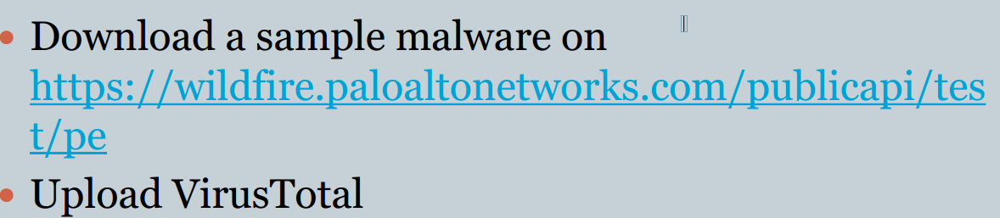 • Download a sample malware on
https://wildfire.paloaltonetworks.com/publicapi/tes
t/pe
• Upload VirusTotal